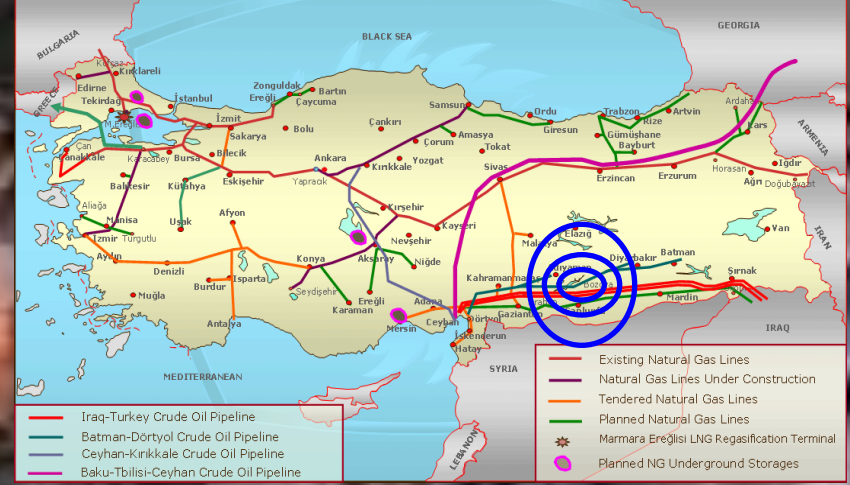 GEORGIA
BLACK SEA
BULGARIA
Kırklareli
Edirne
GREECE
Tekirdağ
M.Ereğlisi
İstanbul
Zonguldak
Bartın
Ereğli
Çaycuma
İzmit
Sakarya
Bolu
Çankırı
Samsun
Ordu
Giresun
Trabzon
Rize
Artvin
Ardahan
Kars
ARMENIA
Gümüşhane
Bayburt
Amasya
Çorum
Tokat
Çan
Çanakkale
Karacabey
Bursa
Bilecik
Ankara
Kırıkkale
Yozgat
Sivas
Erzincan
Erzurum
Horasan
Iğdır
Ağrı
Doğubayazıt
Balıkesir
Kütahya
Eskişehir
Yapracık
Kırşehir
Aliağa
Manisa
Turgutlu
Uşak
Afyon
Kayseri
Nevşehir
Malatya
Elazığ
Van
IRAN
İzmir
Aydın
Denizli
Konya
Aksaray
Niğde
Diyarbakır
Batman
Adıyaman
Şırnak
Muğla
Burdur
Isparta
Seydişehir
Karaman
Ereğli
Adana
Kahramanmaraş
Bozova
Şanlıurfa
Mardin
Antalya
Mersin
Ceyhan
Dörtyol
Gaziantep
İskenderun
Hatay
IRAQ
SYRIA
MEDITERRANEAN
LEBANON
Iraq-Turkey Crude Oil Pipeline
Batman-Dörtyol Crude Oil Pipeline
Ceyhan-Kırıkkale Crude Oil Pipeline
Baku-Tbilisi-Ceyhan Crude Oil Pipeline
Existing Natural Gas Lines
Natural Gas Lines Under Construction
Tendered Natural Gas Lines
Planned Natural Gas Lines
Marmara Ereğlisi LNG Regasification Terminal
Planned NG Underground Storages